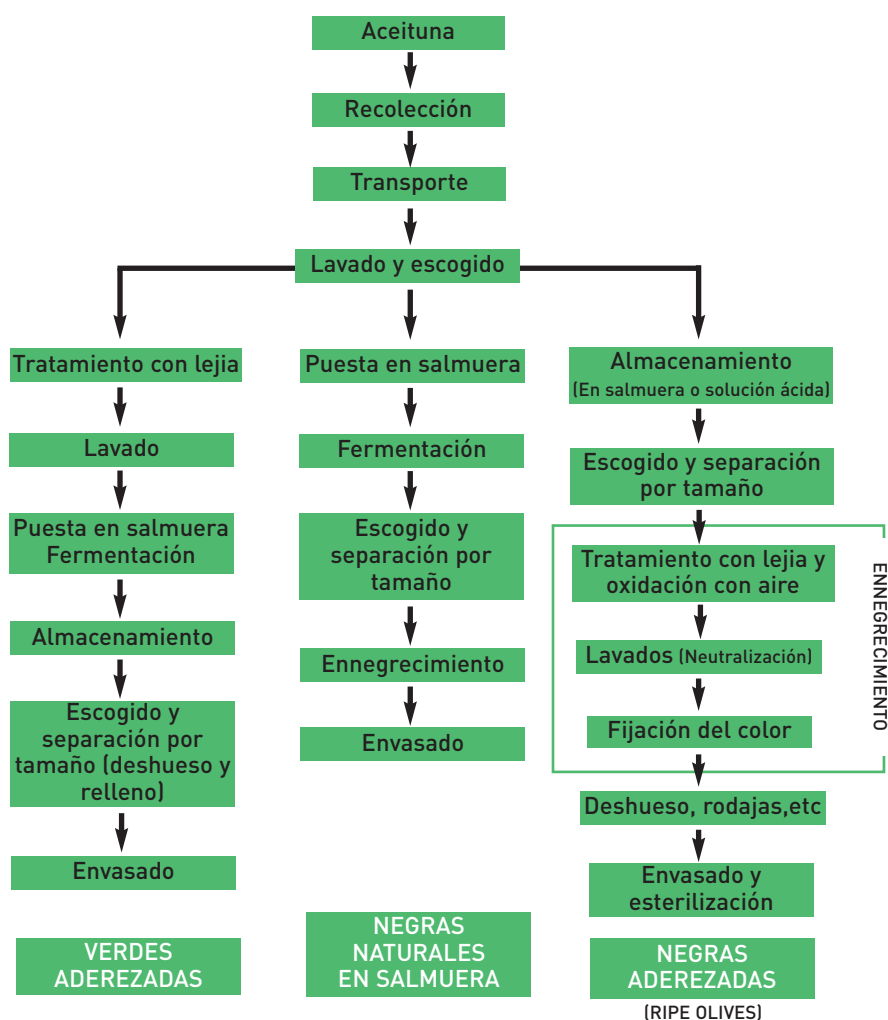 Aceituna
Recolección
Transporte
Lavado y escogido
Tratamiento con lejia
Lavado
Puesta en salmuera
Fermentación
Almacenamiento
Escogido y
separación por
tamaño (deshueso y
relleno)
Envasado
VERDES
ADEREZADAS
Puesta en salmuera
Fermentación
Escogido y
separación por
tamaño
Ennegrecimiento
Envasado
NEGRAS
NATURALES
EN SALMUERA
Almacenamiento
(En salmuera o solución ácida)
Escogido y separación
por tamaño
Tratamiento con lejia y
oxidación con aire
Lavados (Neutralización)
Fijación del color
ENNEGRECIMIENTO
Deshueso, rodajas,etc
Envasado y
esterilización
NEGRAS
ADEREZADAS
(RIPE OLIVES)